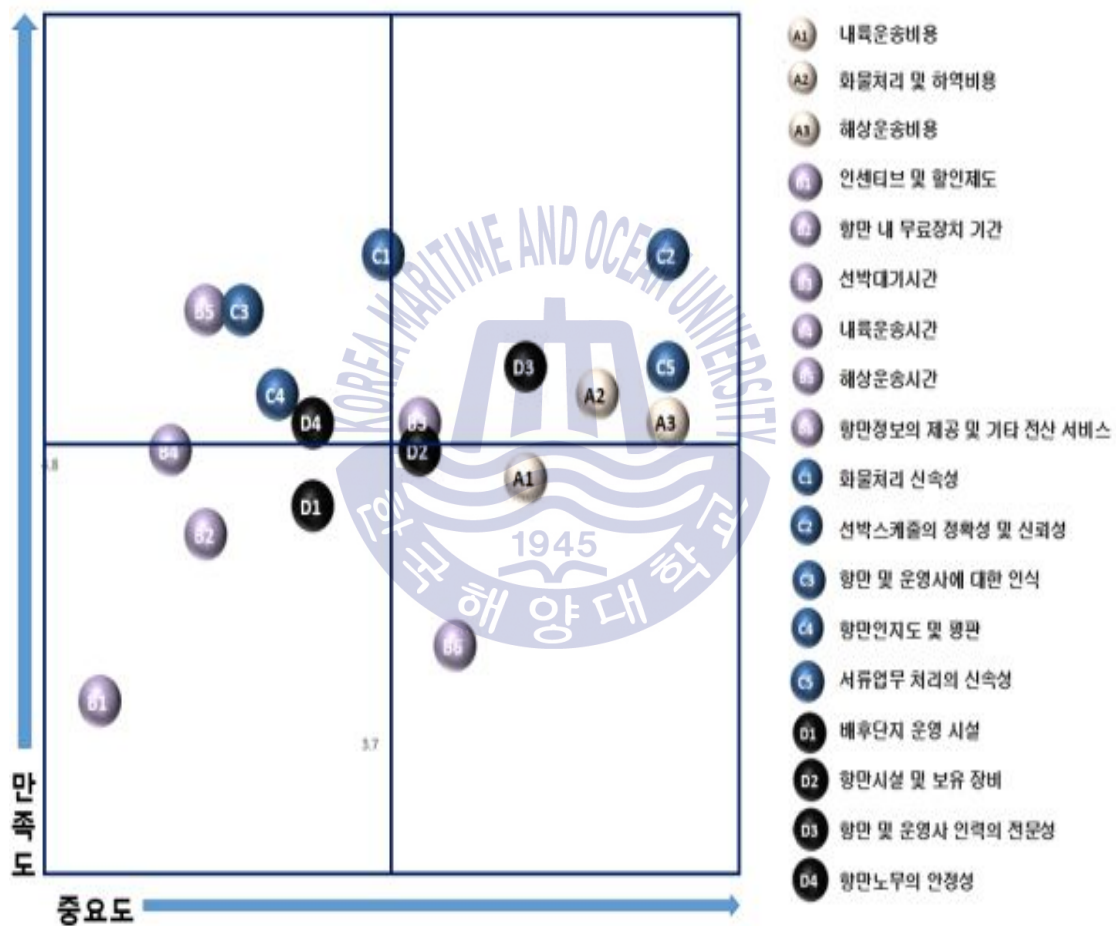 A1 내륙운송비용
A2 화물처리 및 하역비용
A3 해상운송비용
B1 인센티브 및 할인제도
B2 항만 내 무료장치 기간
B3 선박대기시간
B4 내륙운송시간
B5 해상운송시간
항만정보의 제공 및 기타 전산 서비스
C1 화물처리 신속성
C2 선박스케줄의 정확성 및 신뢰성
C3 항만 및 운영사에 대한 인식
C4 항만인지도 및 평판
C5 서류업무 처리의 신속성
D1 배후단지 운영 시설
D2 항만시설 및 보유 장비
D3 항만 및 운영사 인력의 전문성
D4 항만노무의 안정성
C1
C2
B5 C3
D3
C5
C4
A2
D4
B3
A3
B4
D2
A1
D1
B2
B6
B1
3.7
만족도
중요도
KOREA MARITIME AND OCEAN UNIVERSITY
1945
한국해양대학교